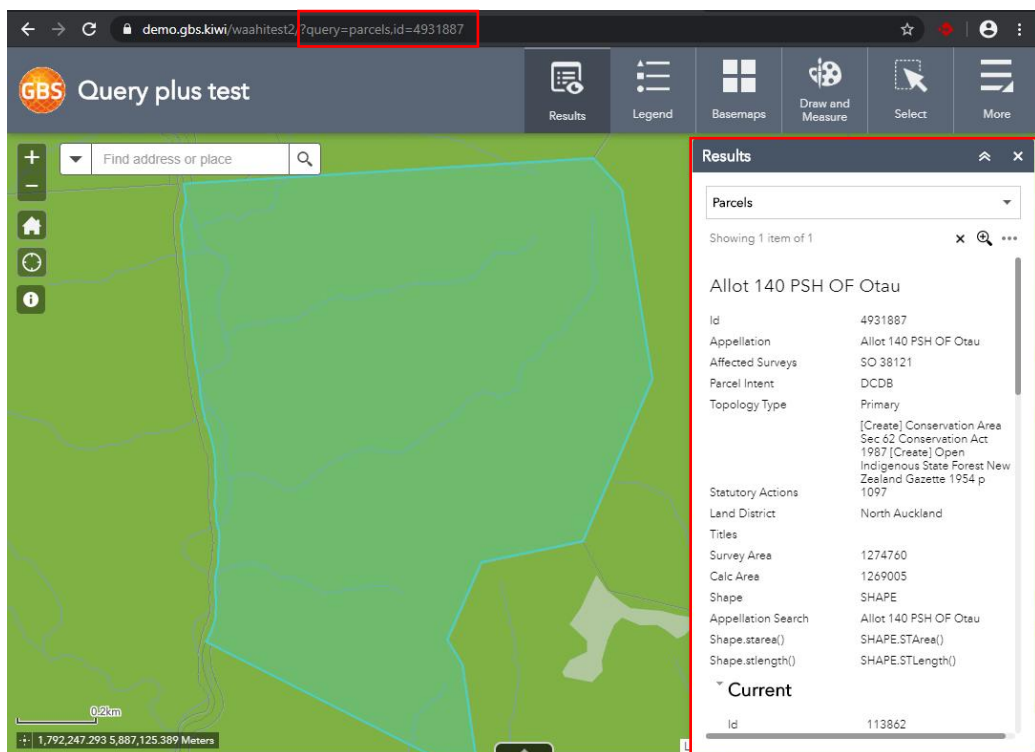 demo.gbs.kiwi/waahitest2/?query=parcels,id=4931887
GBS
Query plus test
Results
Legend
Basemaps
Draw and
Measure
Select
More
Find address or place
Results
Parcels
Showing 1 item of 1
Allot 140 PSH OF Otau
Id 4931887
Appellation Allot 140 PSH OF Otau
Affected Surveys SO 38121
Parcel Intent DCDB
Topology Type Primary
[Create] Conservation Area
Sec 62 Conservation Act
1987 [Create] Open
Indigenous State Forest New
Zealand Gazette 1954 p
Statutory Actions 1097
Land District North Auckland
Titles
Survey Area 1274760
Calc Area 1269005
Shape SHAPE
Appellation Search Allot 140 PSH OF Otau
Shape.starea() SHAPE.STArea()
Shape.stlength() SHAPE.STLength()
Current
Id 113862
0.2km
1,792,247.293 5,887,125.389 Meters